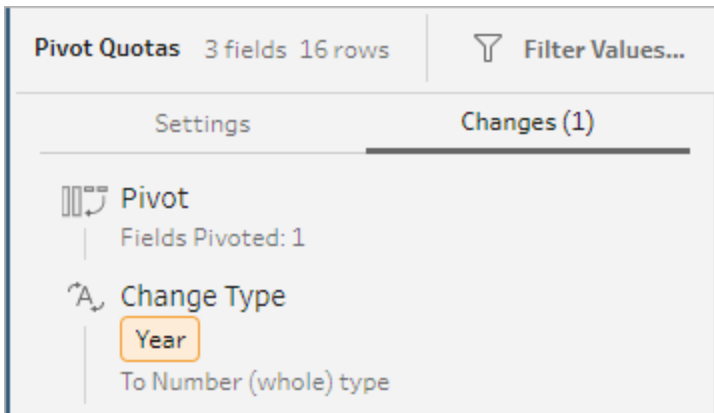 Pivot Quotas 3 fields 16 rows Filter Values...
Settings Changes (1)
Pivot
Fields Pivoted: 1
Change Type
Year
To Number (whole) type